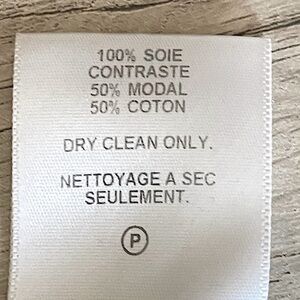 100% SOIE
CONTRASTE
50% MODAL
50% COTON
DRY CLEAN ONLY.
NETTOYAGE A SEC
SEULEMENT.
P